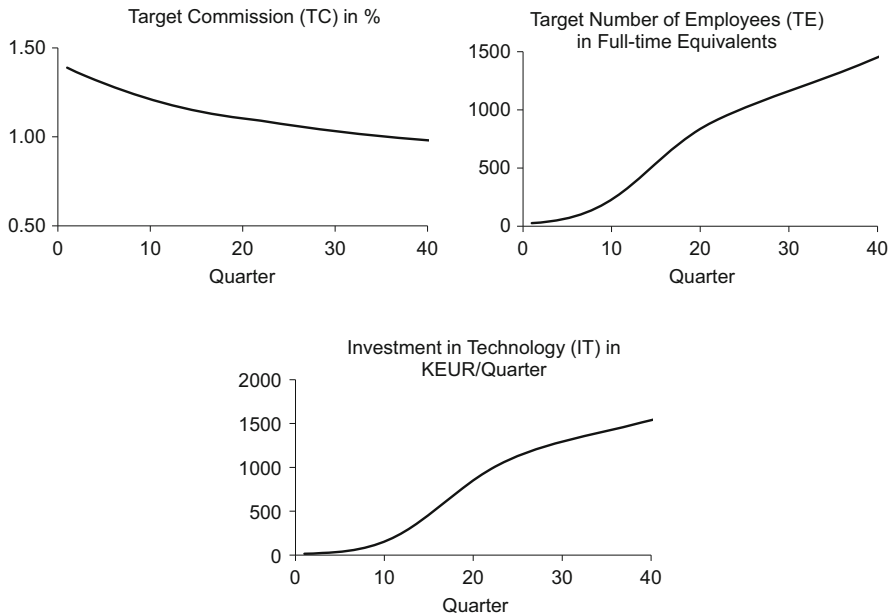 Target Commission (TC) in %
1.50
1.00
0.50
0 10 20 30 40
Quarter
Target Number of Employees (TE)
in Full-time Equivalents
1500
1000
500
0
0 10 20 30 40
Quarter
Investment in Technology (IT) in
KEUR/Quarter
2000
1500
1000
500
0
0 10 20 30 40
Quarter